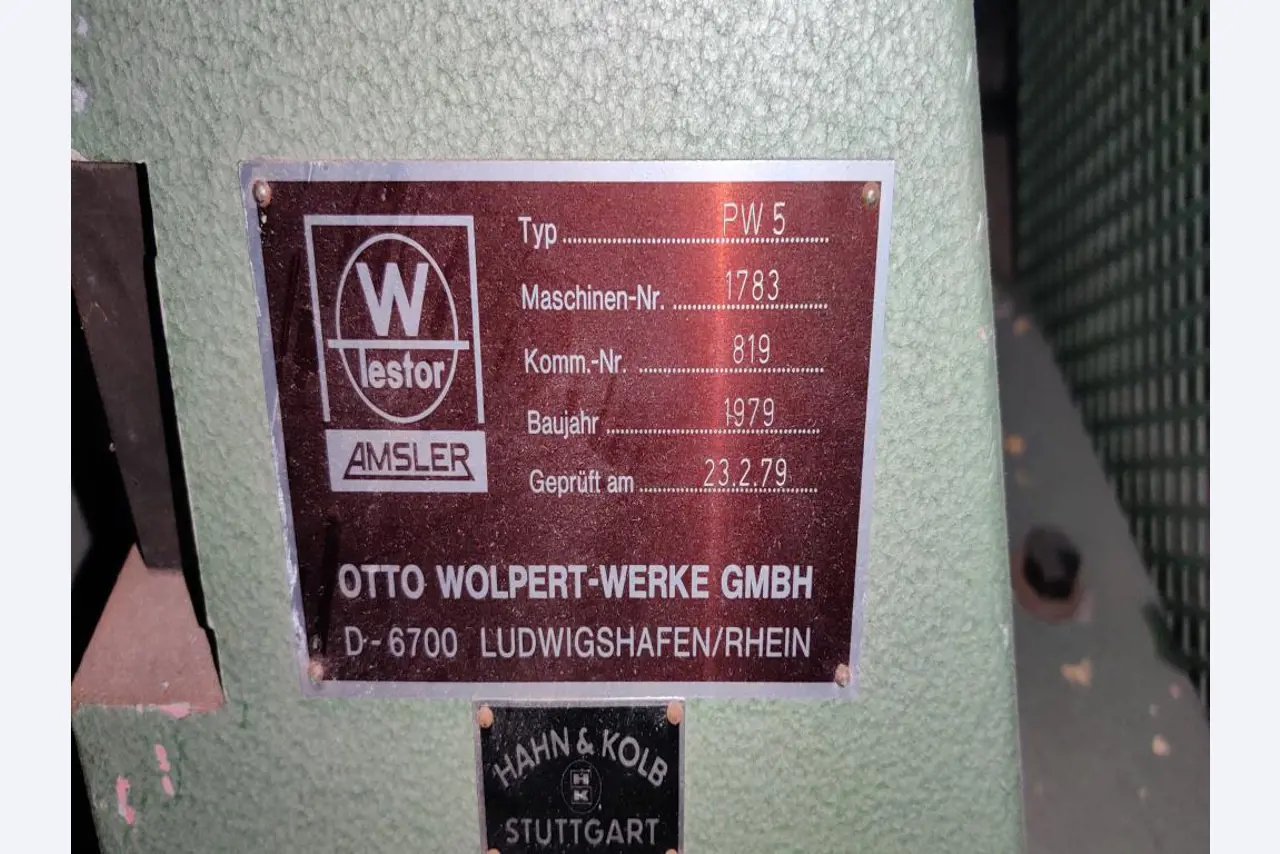 W
Testor
AMSLER
Typ PW 5
Maschinen-Nr. 1783
Komm.-Nr. 819
Baujahr 1979
Geprüft am 23.2.79
OTTO WOLPERT-WERKE GMBH
D-6700 LUDWIGSHAFEN/RHEIN
HAHN & KOLB
H
K
STUTTGART